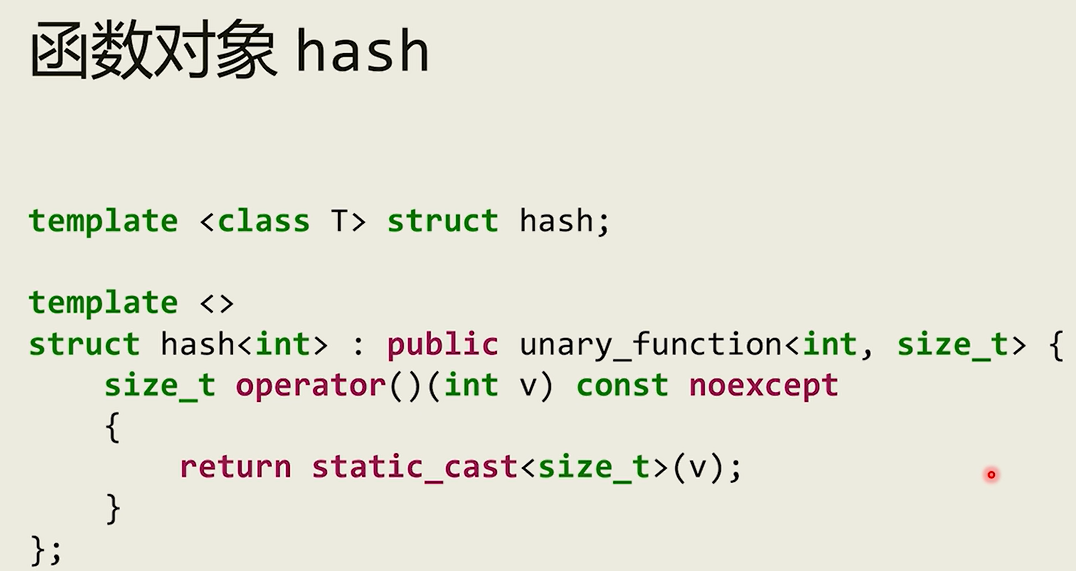 函数对象 hash
template <class T> struct hash;
template <>
struct hash<int> : public unary_function<int, size_t> {
    size_t operator()(int v) const noexcept
    {
        return static_cast<size_t>(v);
    }
};